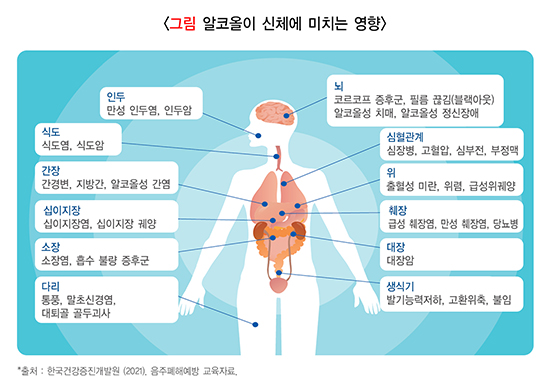 <그림 알코올이 신체에 미치는 영향>
인두
만성 인두염, 인두암
뇌
코르코프 증후군, 필름 끊김(블랙아웃)
알코올성 치매, 알코올성 정신장애
식도
식도염, 식도암
심혈관계
심장병, 고혈압, 심부전, 부정맥
간장
간경변, 지방간, 알코올성 간염
위
출혈성 미란, 위렴, 급성위궤양
십이지장
십이지장염, 십이지장 궤양
췌장
급성 췌장염, 만성 췌장염, 당뇨병
소장
소장염, 흡수 불량 증후군
대장
대장암
다리
통풍, 말초신경염,
대퇴골 골두괴사
생식기
발기능력저하, 고환위축, 불임
*출처 : 한국건강증진개발원 (2021), 음주폐해예방 교육자료.